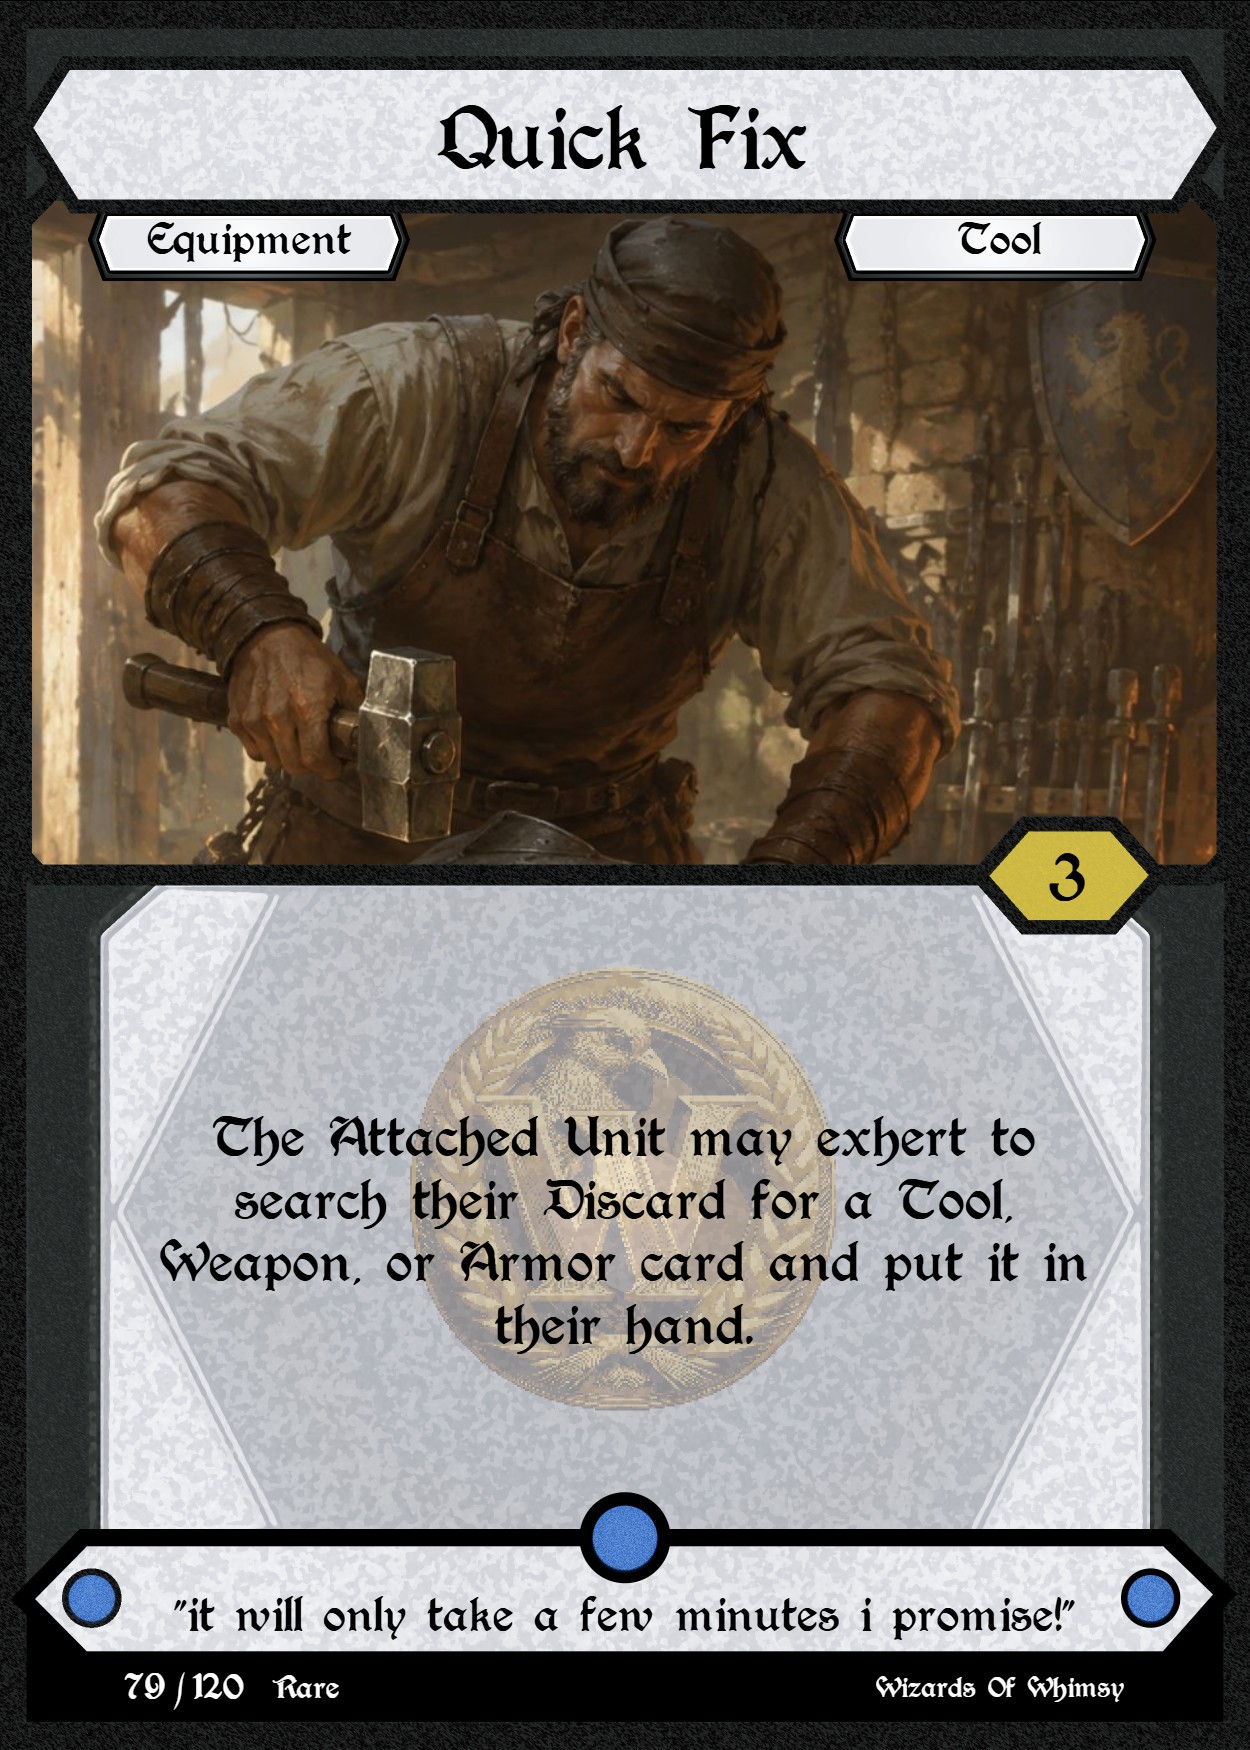 Quick Fix
Equipment
Tool
3
The Attached Unit may exhert to
search their Discard for a Tool,
Weapon, or Armor card and put it in
their hand.
W
"it will only take a few minutes i promise!"
79 / 120 Rare
Wizards Of Whimsy